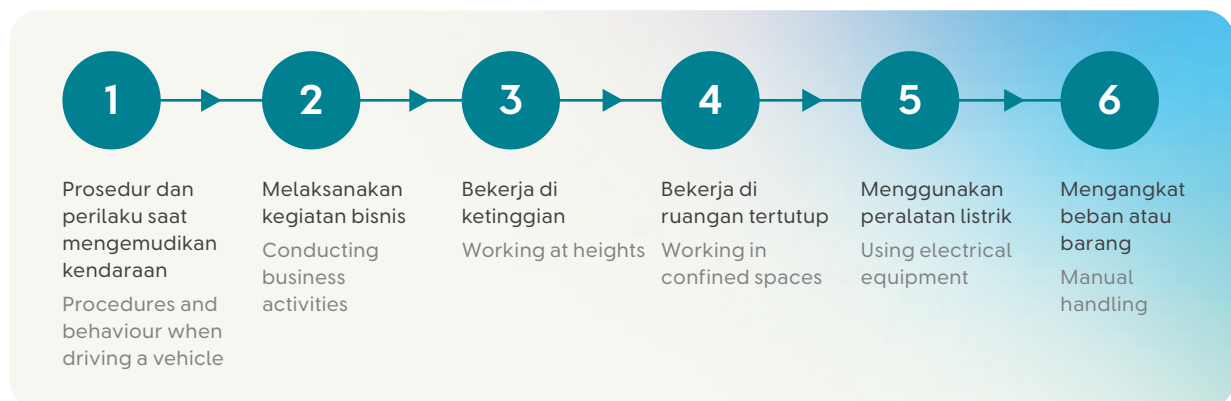 1
Prosedur dan
perilaku saat
mengemudikan
kendaraan
Procedures and
behaviour when
driving a vehicle
2
Melaksanakan
kegiatan bisnis
Conducting
business
activities
3
Bekerja di
ketinggian
Working at heights
4
Bekerja di
ruangan tertutup
Working in
confined spaces
5
Menggunakan
peralatan listrik
Using electrical
equipment
6
Mengangkat
beban atau
barang
Manual
handling